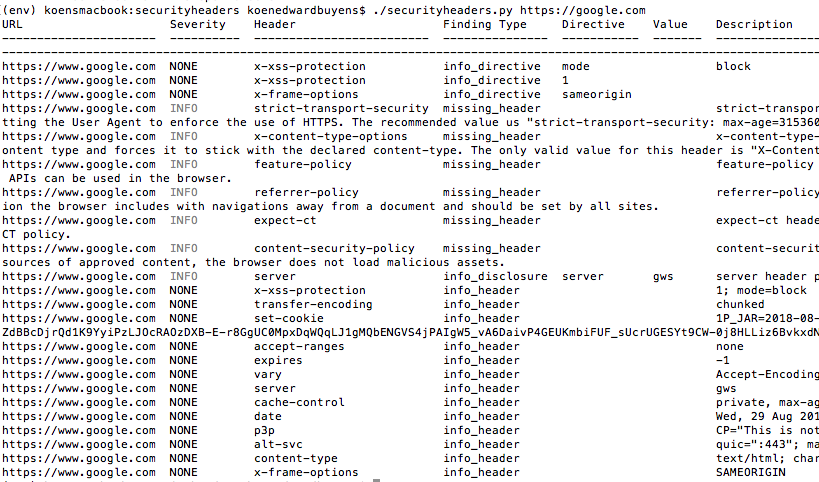 (env) koensmacbook:securityheaders koenedwardbuyens$ ./securityheaders.py https://google.com
URL Severity Header Finding Type Directive Value Description
https://www.google.com NONE x-xss-protection info_directive mode block
https://www.google.com NONE x-xss-protection info_directive 1
https://www.google.com NONE x-frame-options info_directive sameorigin
https://www.google.com INFO strict-transport-security missing_header strict-transpor
tting the User Agent to enforce the use of HTTPS. The recommended value us "strict-transport-security: max-age=315360
https://www.google.com INFO x-content-type-options missing_header x-content-type-
ontent type and forces it to stick with the declared content-type. The only valid value for this header is "X-Content
https://www.google.com INFO feature-policy missing_header feature-policy
APIs can be used in the browser.
https://www.google.com INFO referrer-policy missing_header referrer-policy
ion the browser includes with navigations away from a document and should be set by all sites.
https://www.google.com INFO expect-ct missing_header expect-ct heade
CT policy.
https://www.google.com INFO content-security-policy missing_header content-securit
sources of approved content, the browser does not load malicious assets.
https://www.google.com INFO server info_disclosure server gws server header p
https://www.google.com NONE x-xss-protection info_header 1; mode=block
https://www.google.com NONE transfer-encoding info_header chunked
https://www.google.com NONE set-cookie info_header 1P_JAR=2018-08-
ZdBBcDjrQd1K9YyiPzLJOcRAOzDXB-E-r8GgUC0MpxDqWQqLJ1gMQbENGVS4jPAIgW5_vA6DaivP4GEUKmbiFUF_sUcrUGESYt9CW-0j8HLLiz6BvkxdN
https://www.google.com NONE accept-ranges info_header none
https://www.google.com NONE expires info_header -1
https://www.google.com NONE vary info_header Accept-Encoding
https://www.google.com NONE server info_header gws
https://www.google.com NONE cache-control info_header private, max-ag
https://www.google.com NONE date info_header Wed, 29 Aug 201
https://www.google.com NONE p3p info_header CP="This is not
https://www.google.com NONE alt-svc info_header quic=":443"; ma
https://www.google.com NONE content-type info_header text/html; char
https://www.google.com NONE x-frame-options info_header SAMEORIGIN